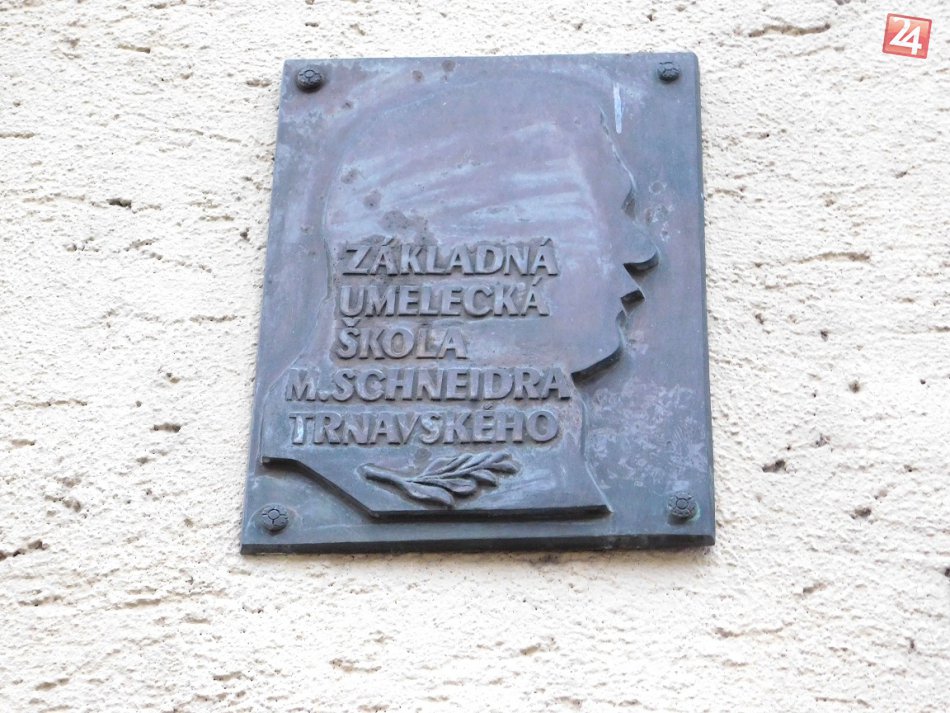 24
ZÁKLADNÁ
UMELECKÁ
ŠKOLA
M.SCHNEIDRA
TRNAVSKÉHO